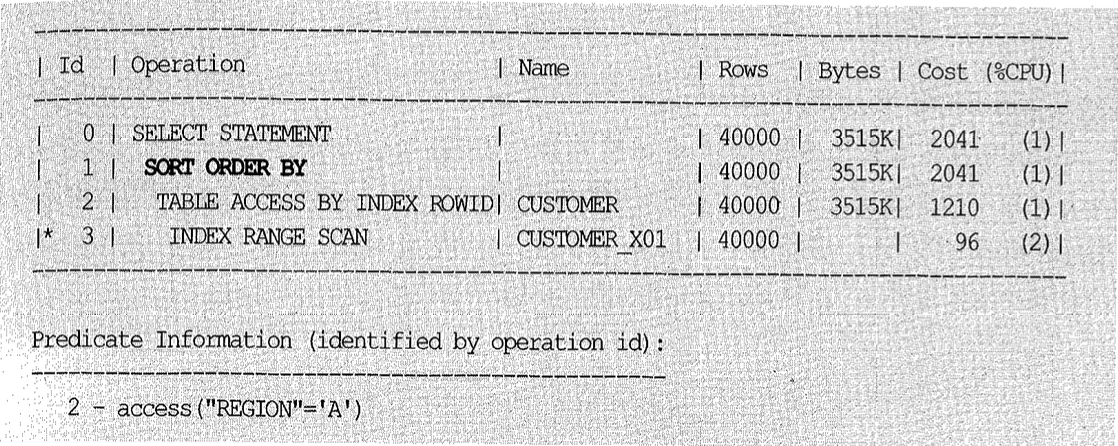 | Id | Operation | Name | Rows | Bytes | Cost (%CPU)|
| 0 | SELECT STATEMENT | | 40000 | 3515K| 2041 (1)|
| 1 | SORT ORDER BY | | 40000 | 3515K| 2041 (1)|
| 2 | TABLE ACCESS BY INDEX ROWID| CUSTOMER | 40000 | 3515K| 1210 (1)|
|* 3 | INDEX RANGE SCAN | CUSTOMER_X01 | 40000 | | 96 (2)|
Predicate Information (identified by operation id):
2 - access("REGION"='A')